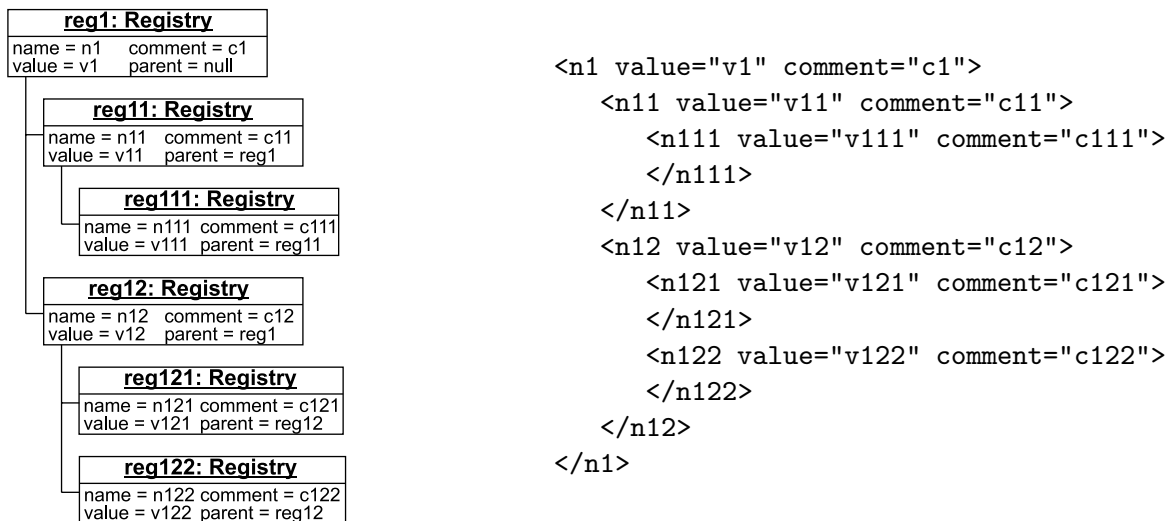 reg1: Registry
name = n1 comment = c1
value = v1 parent = null
reg11: Registry
name = n11 comment = c11
value = v11 parent = reg1
reg111: Registry
name = n111 comment = c111
value = v111 parent = reg11
reg12: Registry
name = n12 comment = c12
value = v12 parent = reg1
reg121: Registry
name = n121 comment = c121
value = v121 parent = reg12
reg122: Registry
name = n122 comment = c122
value = v122 parent = reg12
<n1 value="v1" comment="c1">
<n11 value="v11" comment="c11">
<n111 value="v111" comment="c111">
</n111>
</n11>
<n12 value="v12" comment="c12">
<n121 value="v121" comment="c121">
</n121>
<n122 value="v122" comment="c122">
</n122>
</n12>
</n1>